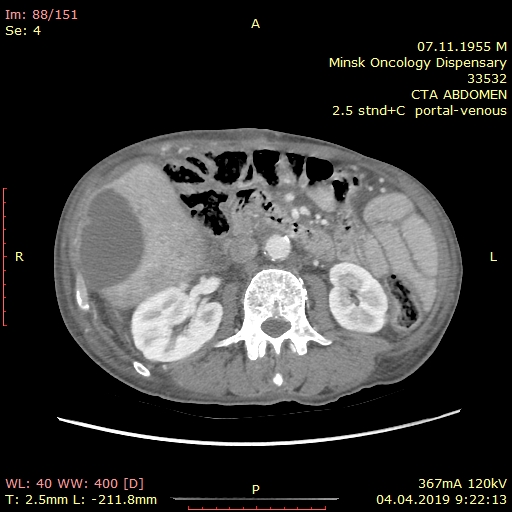 Im: 88/151
Se: 4
A
07.11.1955 M
Minsk Oncology Dispensary
33532
CTA ABDOMEN
2.5 stnd+C portal-venous
R
L
WL: 40 WW: 400 [D]
T: 2.5mm L: -211.8mm
P
367mA 120kV
04.04.2019 9:22:13